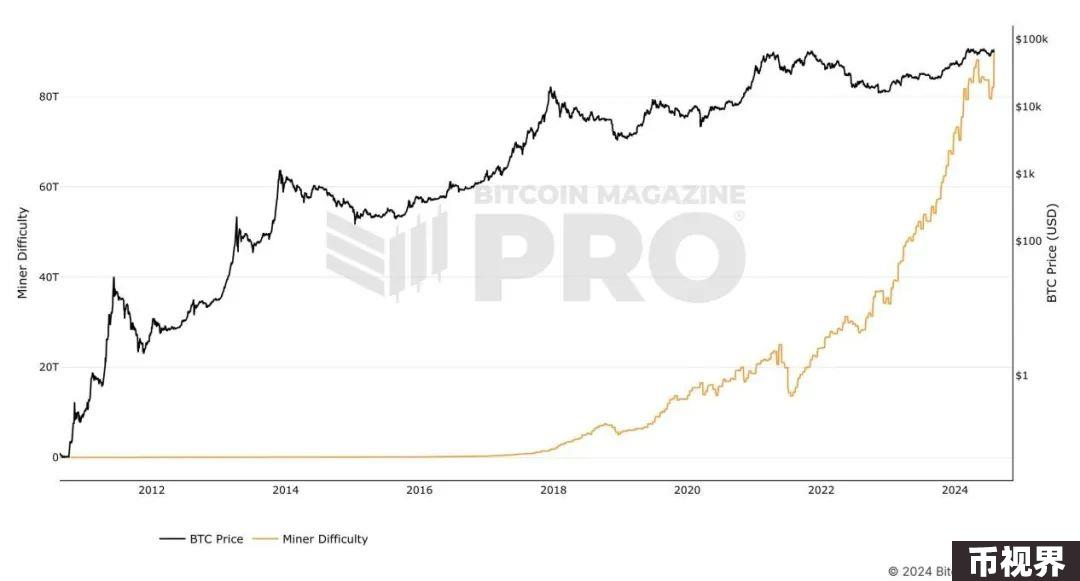 $100k
80T
$10k
60T
$1k
BITCOIN MAGAZINE
PRO
®
$100
Miner Difficulty
BTC Price (USD)
40T
20T
$1
0
2012
2014
2016
2018
2020
2022
2024
BTC Price
Miner Difficulty
© 2024 Bit
币视界